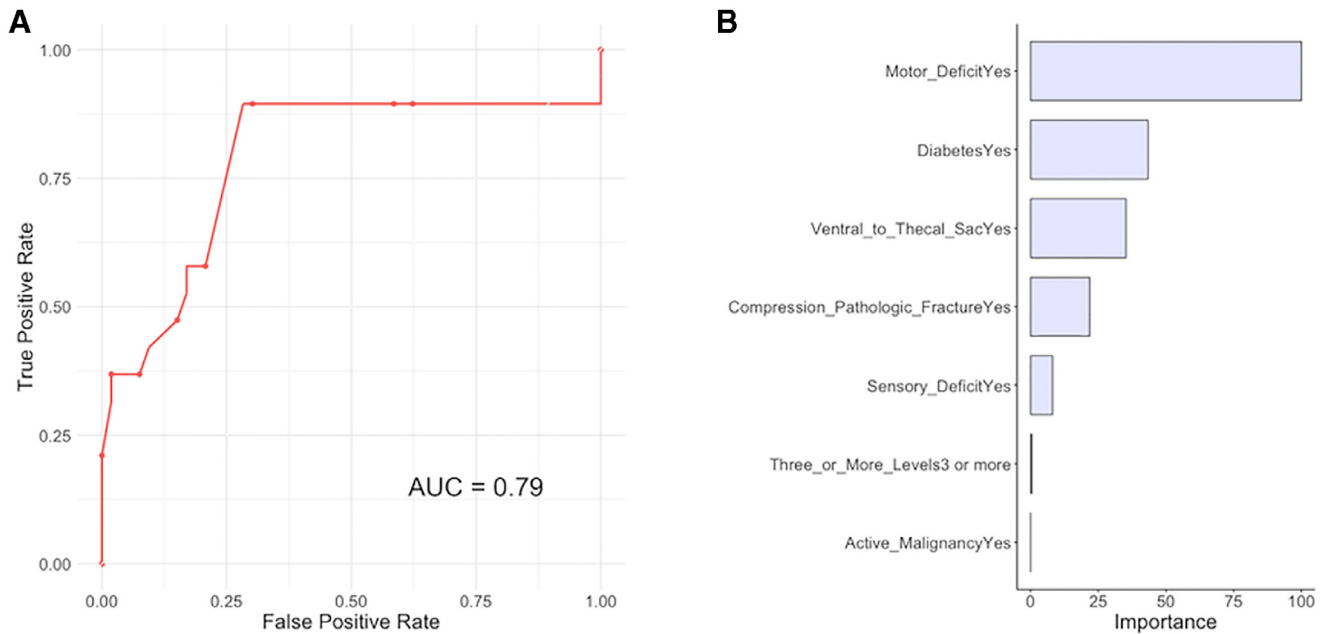 A
1.00
0.75
0.50
0.25
0.00
True Positive Rate
AUC = 0.79
0.00 0.25 0.50 0.75 1.00
False Positive Rate
B
Motor_DeficitYes
DiabetesYes
Ventral_to_Thecal_SacYes
Compression_Pathologic_FractureYes
Sensory_DeficitYes
Three_or_More_Levels3 or more
Active_MalignancyYes
0 25 50 75 100
Importance